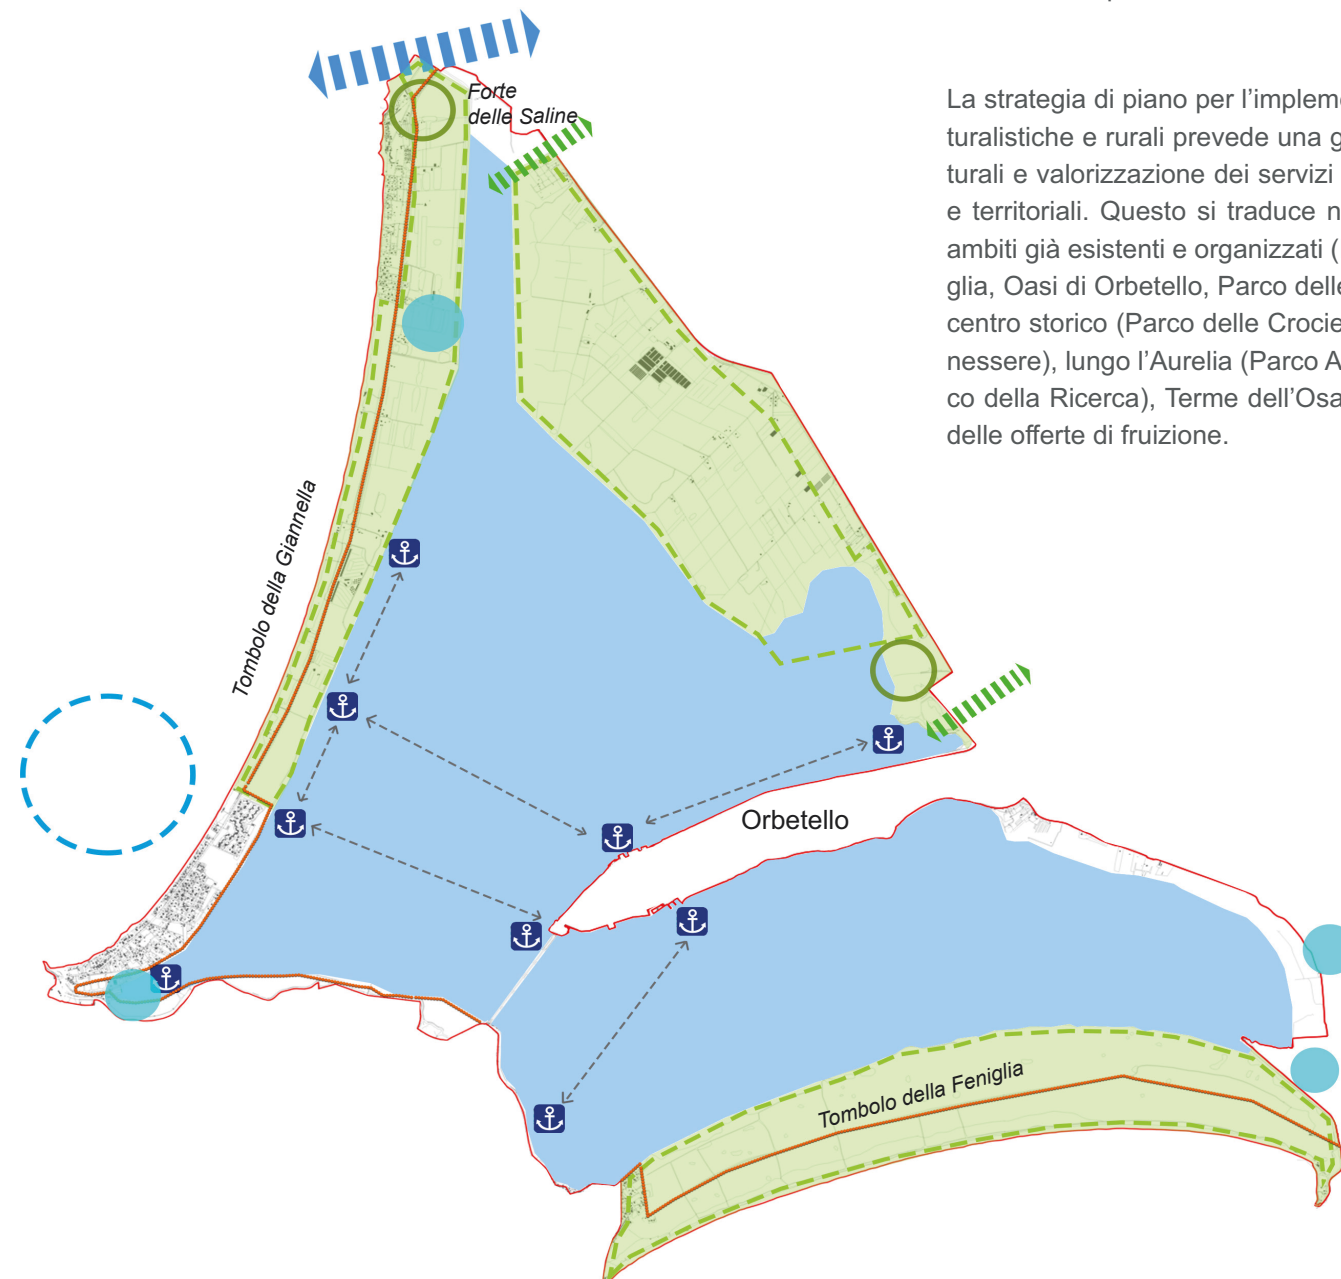 Forte
delle Saline
La strategia di piano per l’implem
turalistiche e rurali prevede una g
turali e valorizzazione dei servizi
e territoriali. Questo si traduce n
ambiti già esistenti e organizzati (
glia, Oasi di Orbetello, Parco delle
centro storico (Parco delle Crocie
nessere), lungo l’Aurelia (Parco A
co della Ricerca), Terme dell’Osa
delle offerte di fruizione.
Tombolo della Giannella
Orbetello
Tombolo della Feniglia